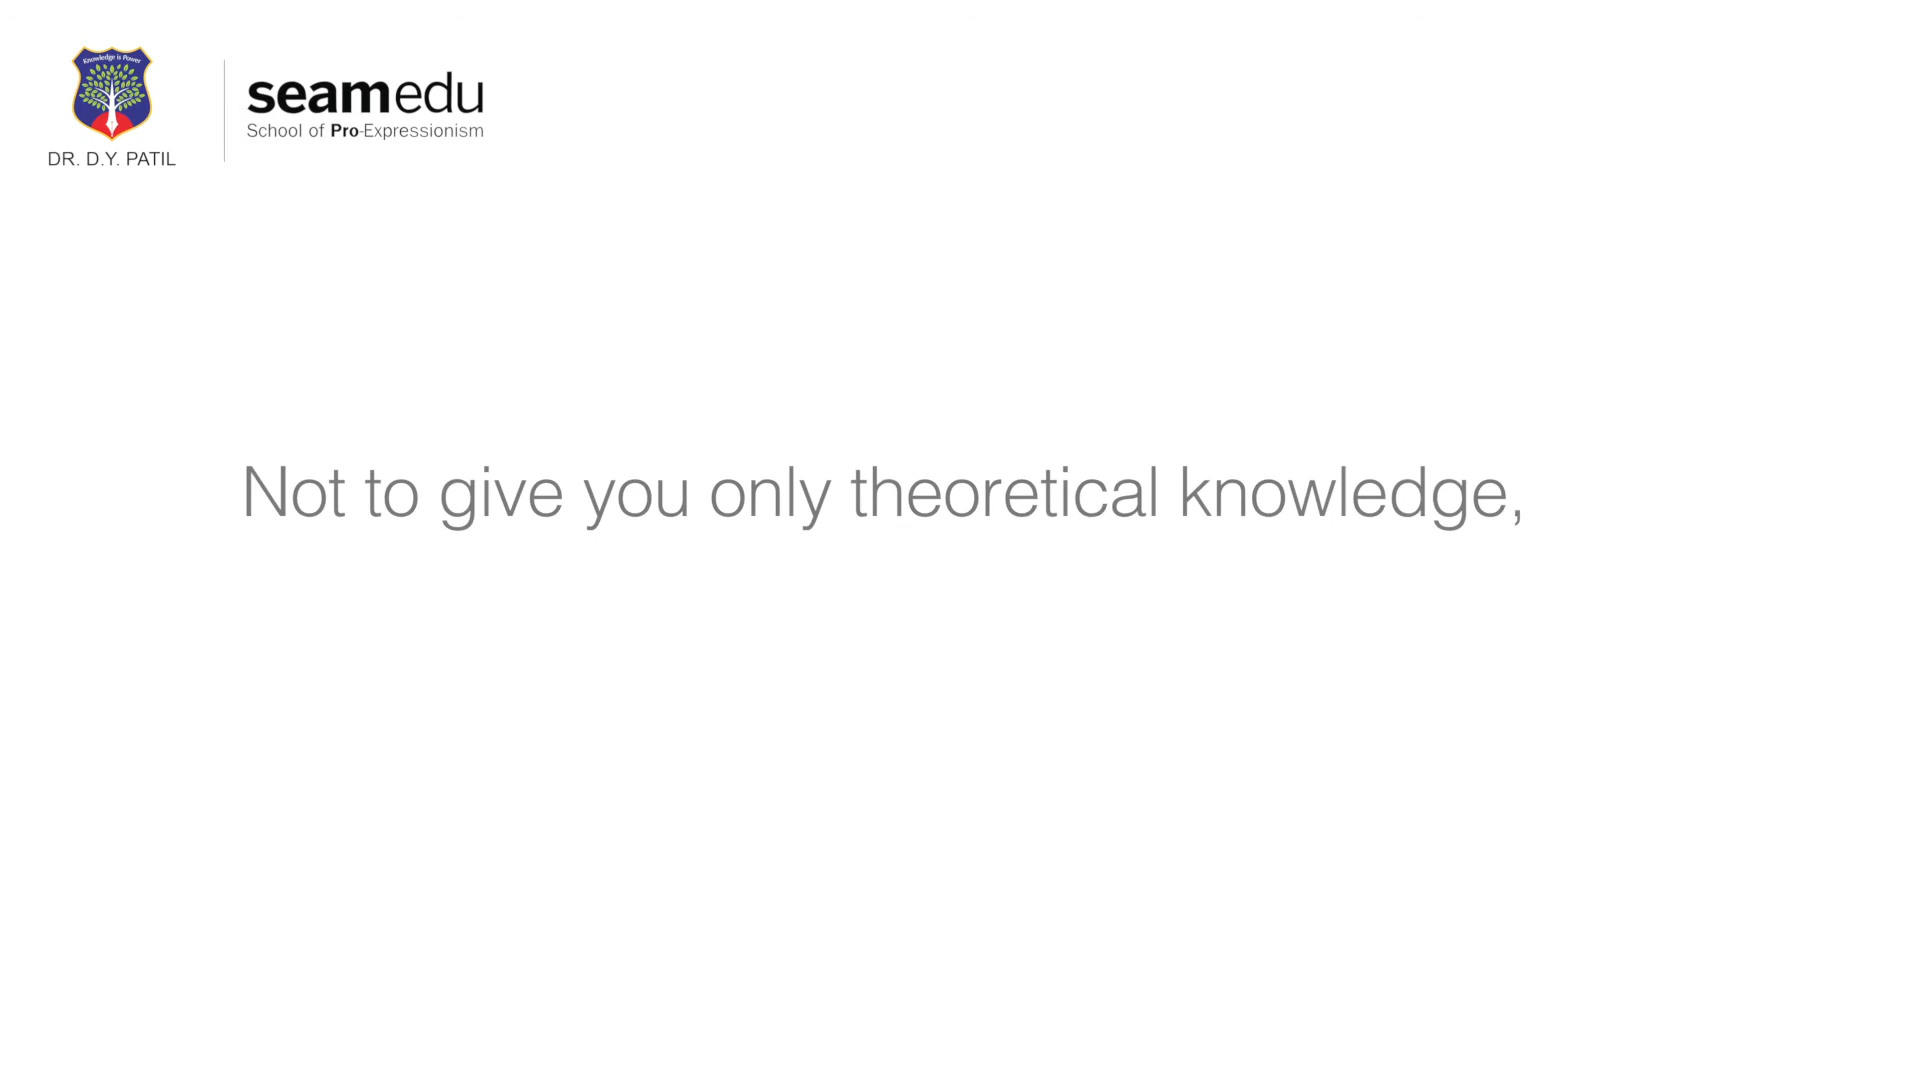 Knowledge is Power
DR. D.Y. PATIL
seamedu
School of Pro-Expressionism
Not to give you only theoretical knowledge,